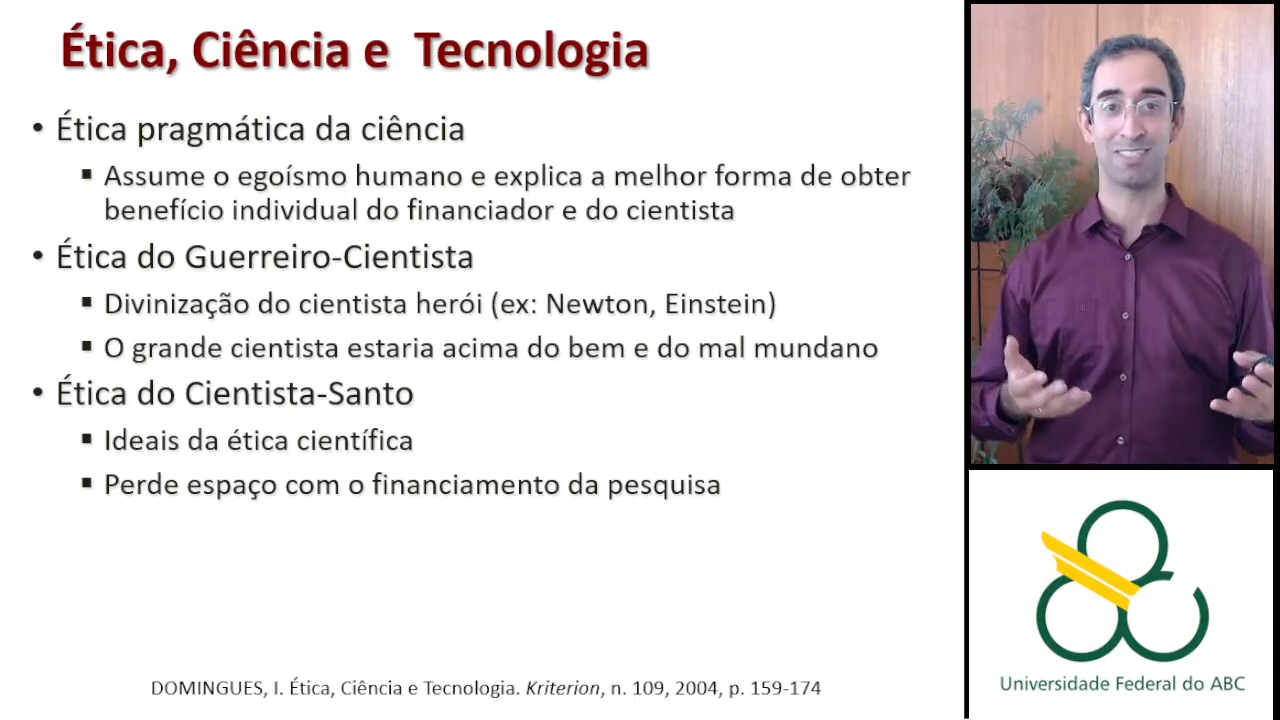 Ética, Ciência e Tecnologia
• Ética pragmática da ciência
▪ Assume o egoísmo humano e explica a melhor forma de obter
benefício individual do financiador e do cientista
• Ética do Guerreiro-Cientista
▪ Divinização do cientista herói (ex: Newton, Einstein)
▪ O grande cientista estaria acima do bem e do mal mundano
• Ética do Cientista-Santo
▪ Ideais da ética científica
▪ Perde espaço com o financiamento da pesquisa
DOMINGUES, I. Ética, Ciência e Tecnologia. Kriterion, n. 109, 2004, p. 159-174
Universidade Federal do ABC